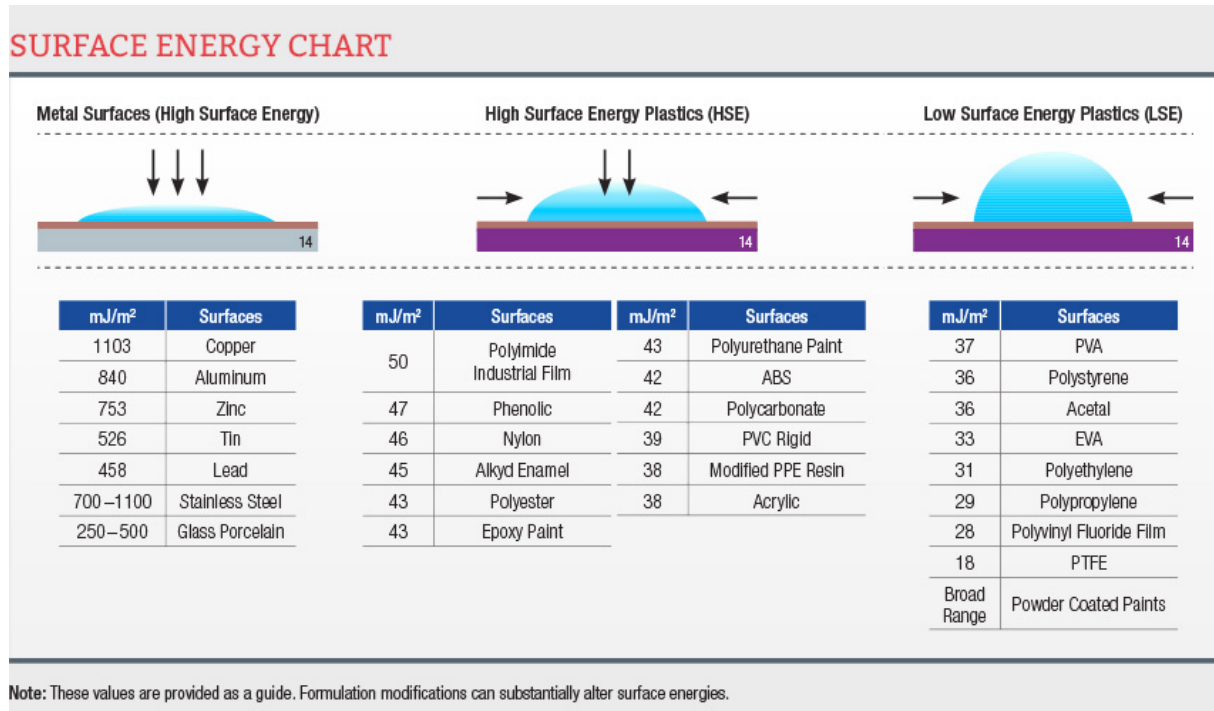 SURFACE ENERGY CHART
Metal Surfaces (High Surface Energy)
High Surface Energy Plastics (HSE)
Low Surface Energy Plastics (LSE)
14
14
14
mJ/m² Surfaces
1103 Copper
840 Aluminum
753 Zinc
526 Tin
458 Lead
700–1100 Stainless Steel
250–500 Glass Porcelain
mJ/m² Surfaces
50 Polyimide
Industrial Film
47 Phenolic
46 Nylon
45 Alkyd Enamel
43 Polyester
43 Epoxy Paint
mJ/m² Surfaces
43 Polyurethane Paint
42 ABS
42 Polycarbonate
39 PVC Rigid
38 Modified PPE Resin
38 Acrylic
mJ/m² Surfaces
37 PVA
36 Polystyrene
36 Acetal
33 EVA
31 Polyethylene
29 Polypropylene
28 Polyvinyl Fluoride Film
18 PTFE
Broad
Range Powder Coated Paints
Note: These values are provided as a guide. Formulation modifications can substantially alter surface energies.